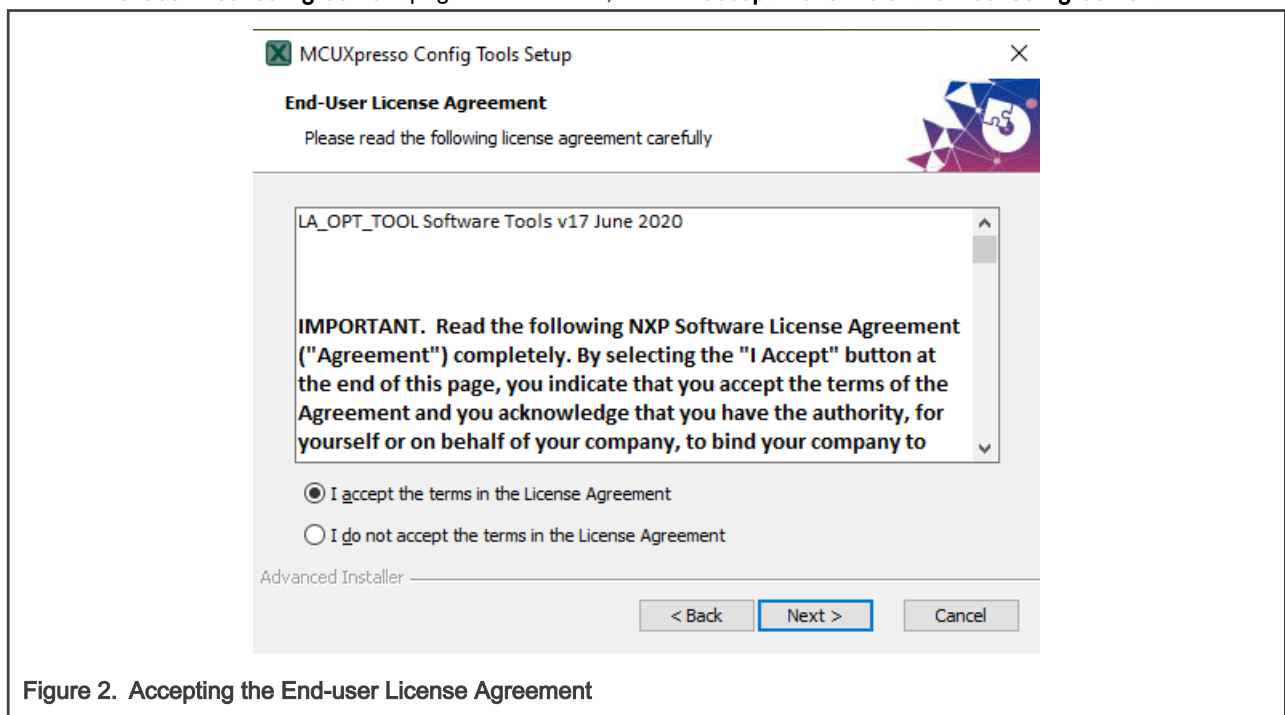 MCUXpresso Config Tools Setup
End-User License Agreement
Please read the following license agreement carefully
LA_OPT_TOOL Software Tools v17 June 2020
IMPORTANT.  Read the following NXP Software License Agreement
("Agreement") completely. By selecting the "I Accept" button at
the end of this page, you indicate that you accept the terms of the
Agreement and you acknowledge that you have the authority, for
yourself or on behalf of your company, to bind your company to
I accept the terms in the License Agreement
I do not accept the terms in the License Agreement
Advanced Installer
< Back Next > Cancel
Figure 2.  Accepting the End-user License Agreement